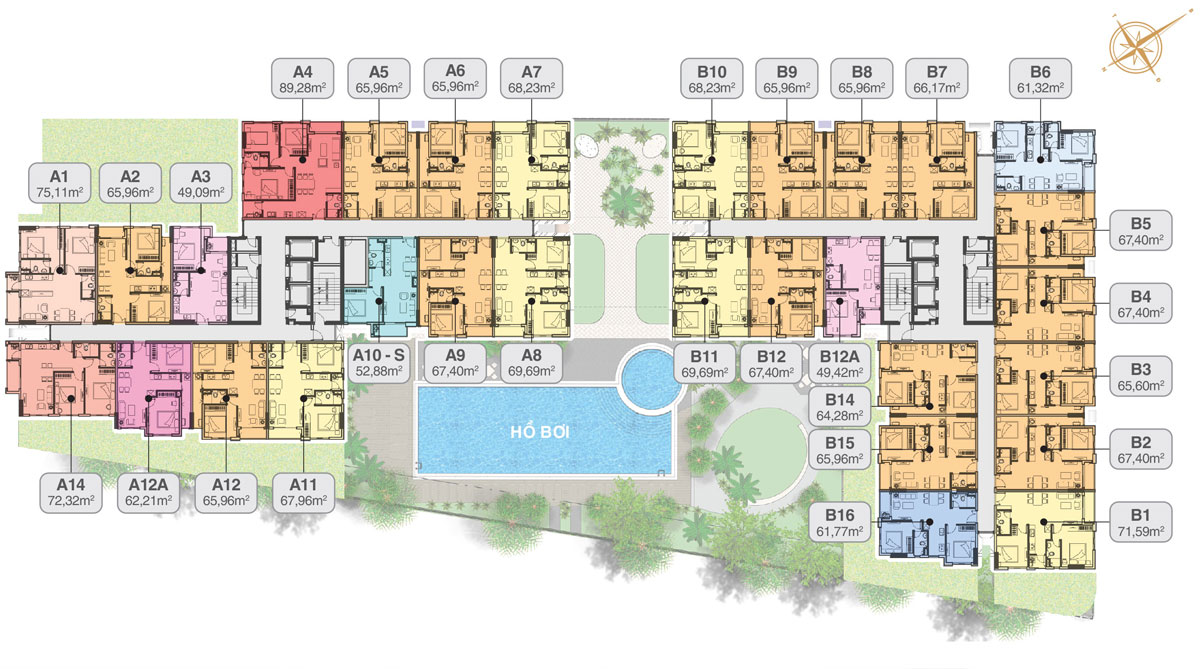 A4
89,28m²
A5
65,96m²
A6
65,96m²
A7
68,23m²
B10
68,23m²
B9
65,96m²
B8
65,96m²
B7
66,17m²
B6
61,32m²
A1
75,11m²
A2
65,96m²
A3
49,09m²
B5
67,40m²
B4
67,40m²
A10 - S
52,88m²
A9
67,40m²
A8
69,69m²
B11
69,69m²
B12
67,40m²
B12A
49,42m²
B3
65,60m²
B14
64,28m²
HỒ BƠI
B15
65,96m²
B2
67,40m²
A14
72,32m²
A12A
62,21m²
A12
65,96m²
A11
67,96m²
B16
61,77m²
B1
71,59m²